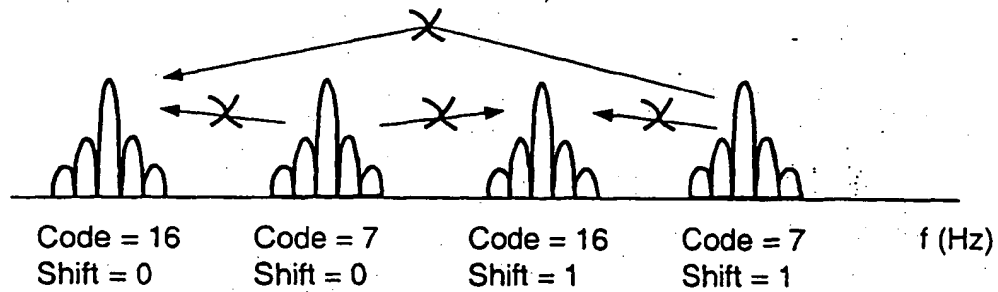 Code = 16 Code = 7 Code = 16 Code = 7 f (Hz)
Shift = 0 Shift = 0 Shift = 1 Shift = 1